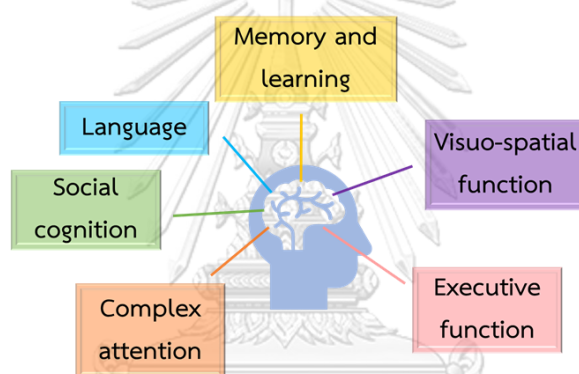 Memory and
learning
Language
Visuo-spatial
function
Social
cognition
Complex
attention
Executive
function